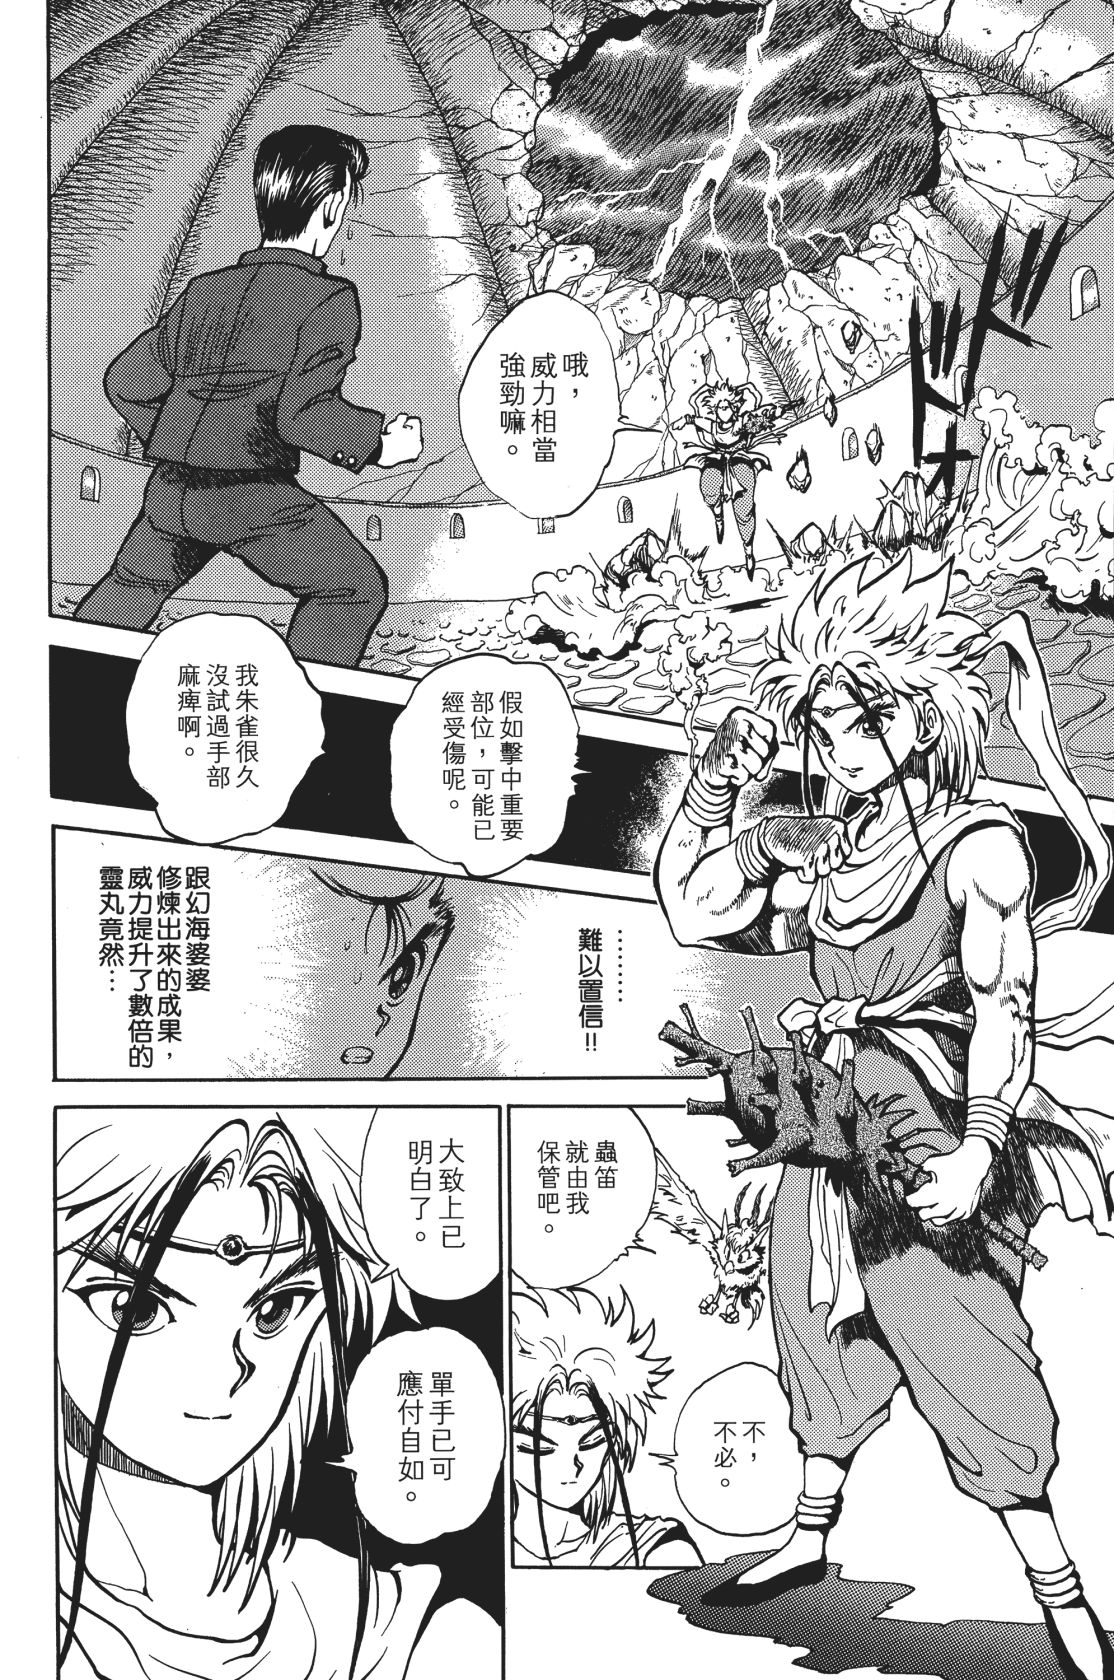 ドドォ
哦，
威力相當
強勁嘛。
假如擊中重要
部位，可能已
經受傷呢。
我朱雀很久
沒試過手部
麻痺啊。
………
難以置信!!
跟幻海婆婆
修煉出來的成果，
威力提升了數倍的
靈丸竟然…
蟲笛
就由我
保管吧。
不，
不必。
大致上已
明白了。
單手已可
應付自如。